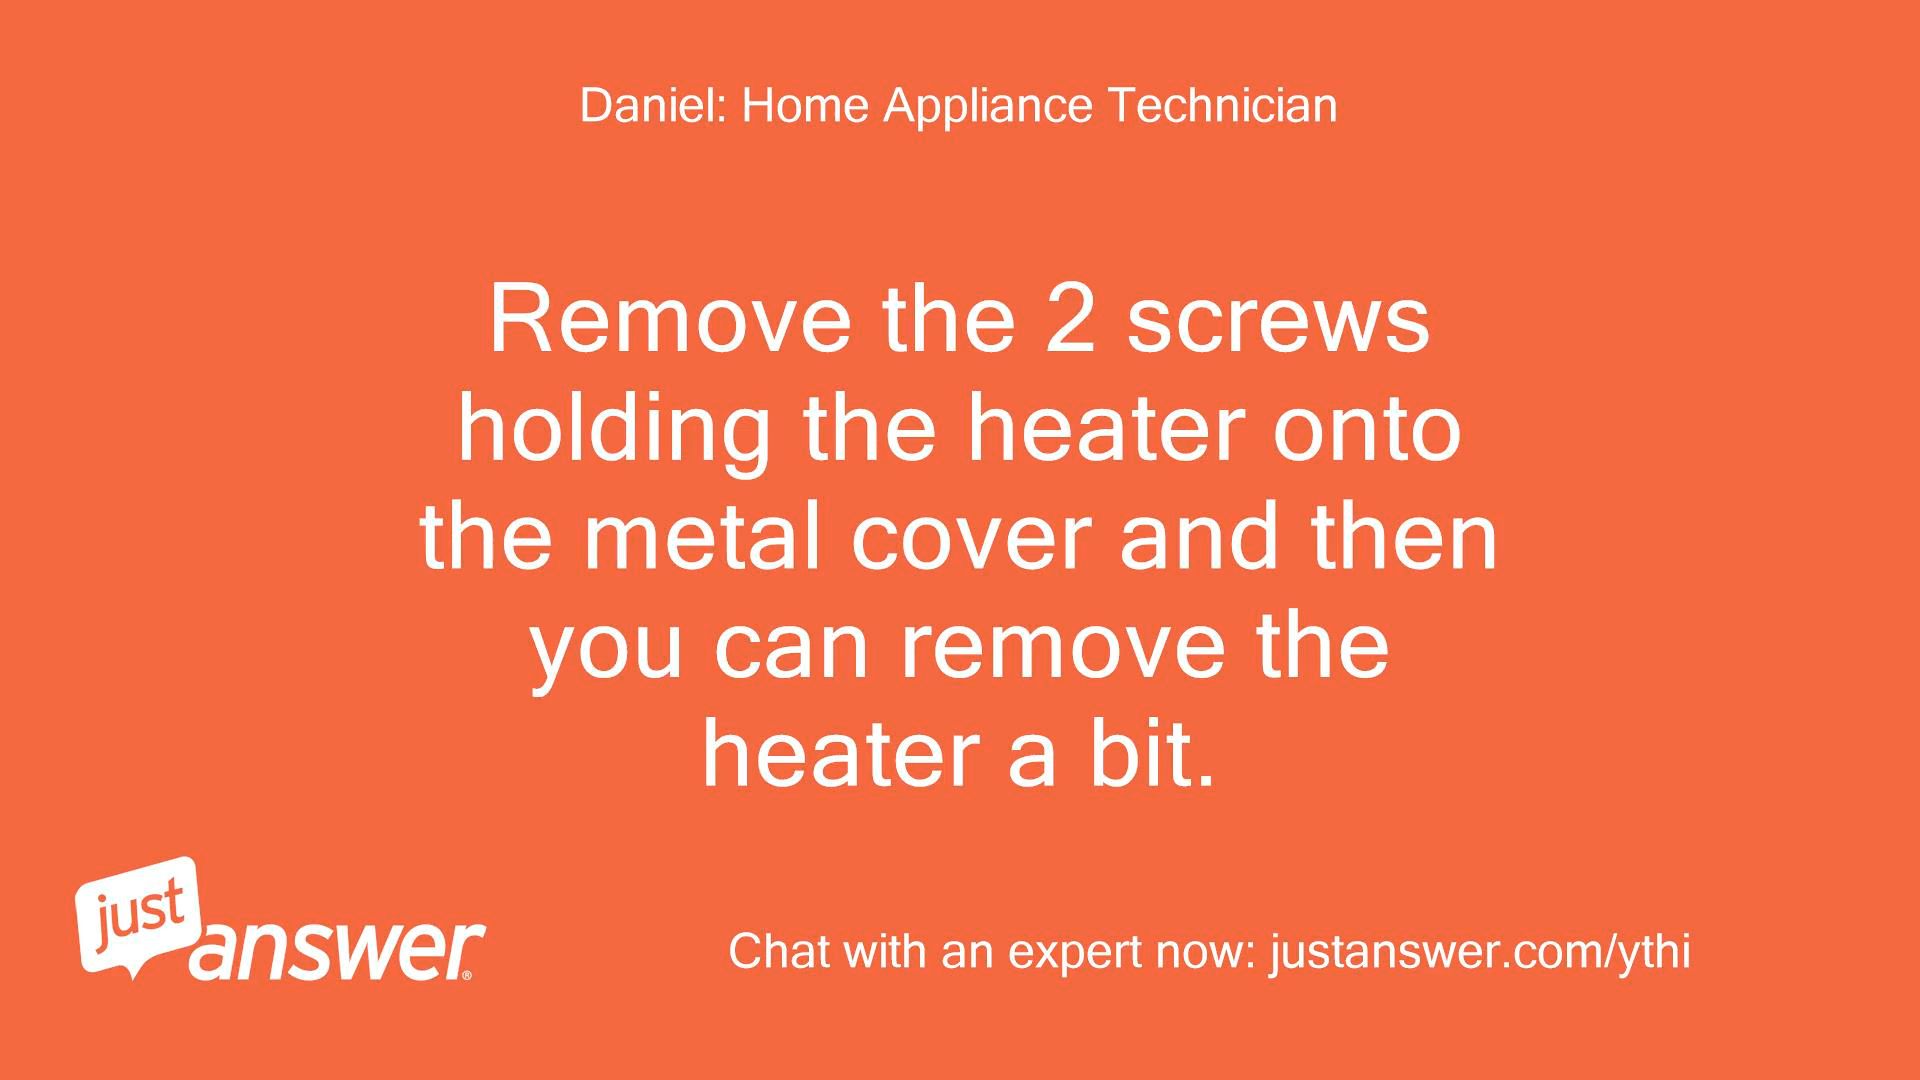 Daniel: Home Appliance Technician
Remove the 2 screws
holding the heater onto
the metal cover and then
you can remove the
heater a bit.
just
answer®
Chat with an expert now: justanswer.com/ythi